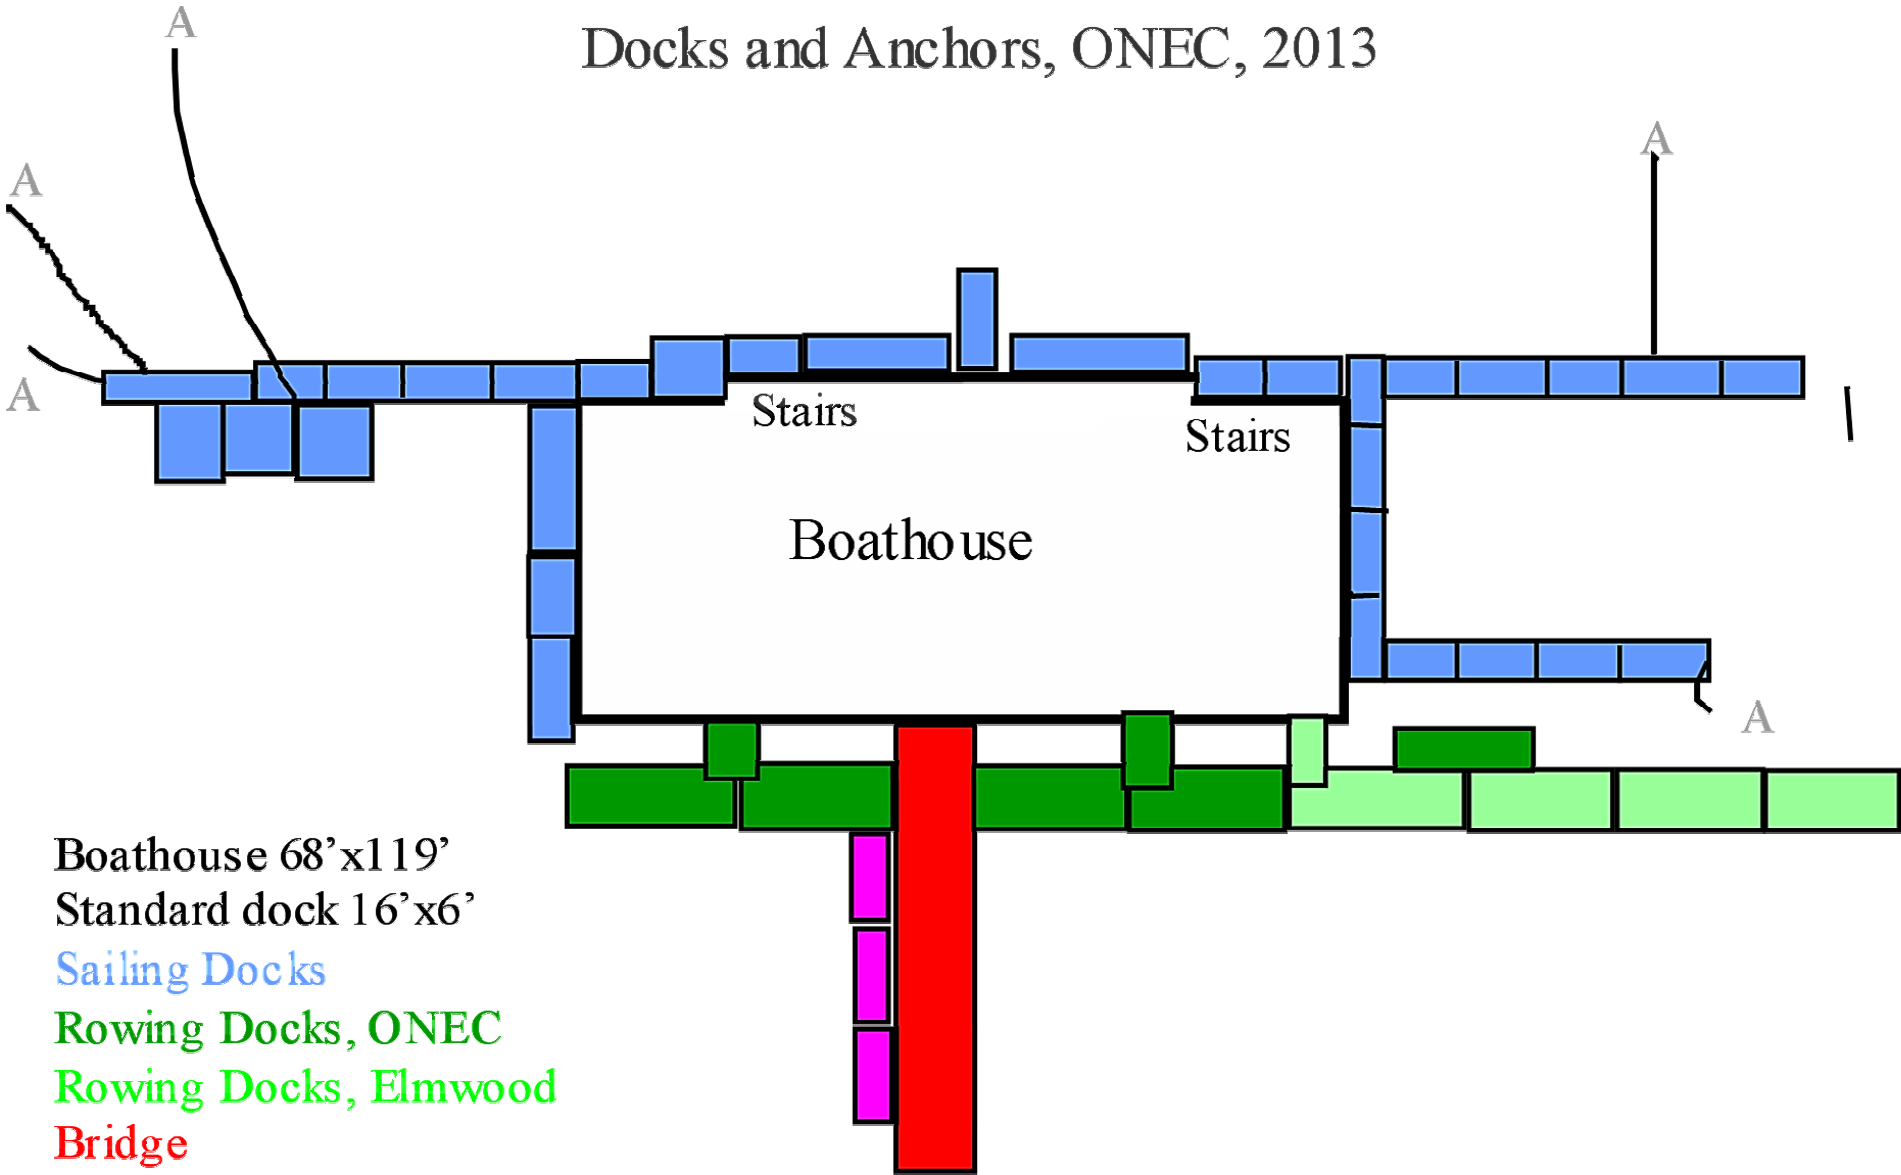 A
Docks and Anchors, ONEC, 2013
A
A
A
Stairs
Stairs
Boathouse
A
Boathouse 68’x119’
Standard dock 16’x6’
Sailing Docks
Rowing Docks, ONEC
Rowing Docks, Elmwood
Bridge